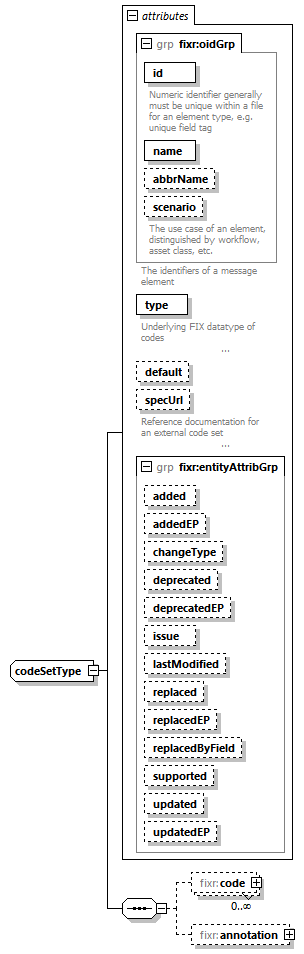 attributes
grp fixr:oidGrp
id
Numeric identifier generally
must be unique within a file
for an element type, e.g.
unique field tag
name
abbrName
scenario
The use case of an element,
distinguished by workflow,
asset class, etc.
The identifiers of a message
element
type
Underlying FIX datatype of
codes
...
default
specUrl
Reference documentation for
an external code set
...
grp fixr:entityAttribGrp
added
addedEP
changeType
deprecated
deprecatedEP
issue
lastModified
replaced
replacedEP
replacedByField
supported
updated
updatedEP
codeSetType
fixr:code
0..∞
fixr:annotation